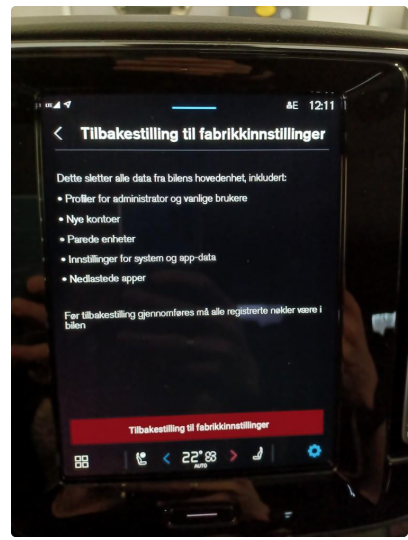 LTE
E 12:11
Tilbakestilling til fabrikkinnstillinger
Dette sletter alle data fra bilens hovedenhet, inkludert:
• Profiler for administrator og vanlige brukere
• Nye kontoer
• Parede enheter
• Innstillinger for system og app-data
• Nedlastede apper
Før tilbakestilling gjennomføres må alle registrerte nøkler være i
bilen
Tilbakestilling til fabrikkinnstillinger
22°
AUTO